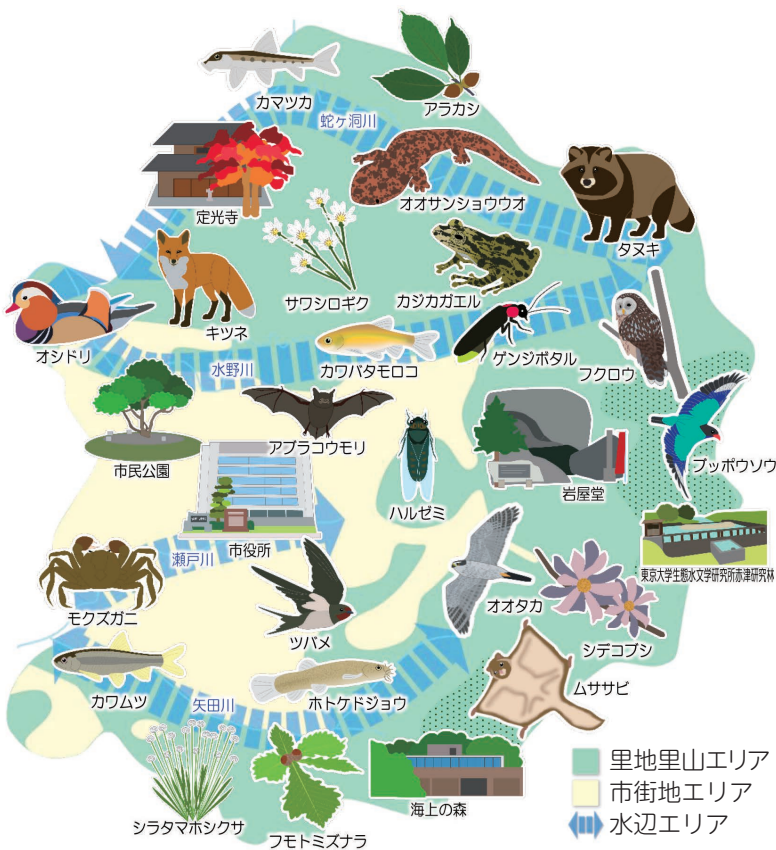 カマツカ
アラカシ
蛇ヶ洞川
定光寺
オオサンショウウオ
タヌキ
サワシロギク
カジカガエル
キツネ
オシドリ
水野川
カワバタモロコ
ゲンジボタル
フクロウ
市民公園
アブラコウモリ
ハルゼミ
岩屋堂
ブッポウソウ
市役所
瀬戸川
東京大学生態水文学研究所赤津研究林
モクズガニ
ツバメ
オオタカ
シデコブシ
カワムツ
矢田川
ホトケドジョウ
ムササビ
シラタマホシクサ
フモトミズナラ
海上の森
里地里山エリア
市街地エリア
水辺エリア